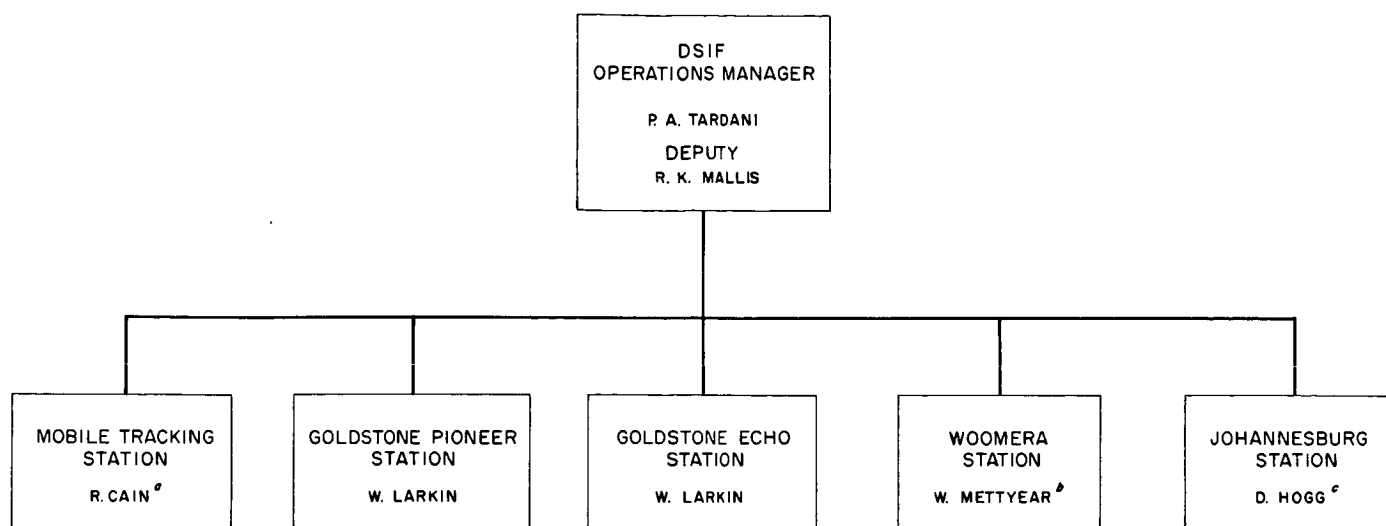 DSIF
OPERATIONS MANAGER
P. A. TARDANI
DEPUTY
R. K. MALLIS
MOBILE TRACKING
STATION
R. CAIN a
GOLDSTONE PIONEER
STATION
W. LARKIN
GOLDSTONE ECHO
STATION
W. LARKIN
WOOMERA
STATION
W. METTYEAR b
JOHANNESBURG
STATION
D. HOGG c